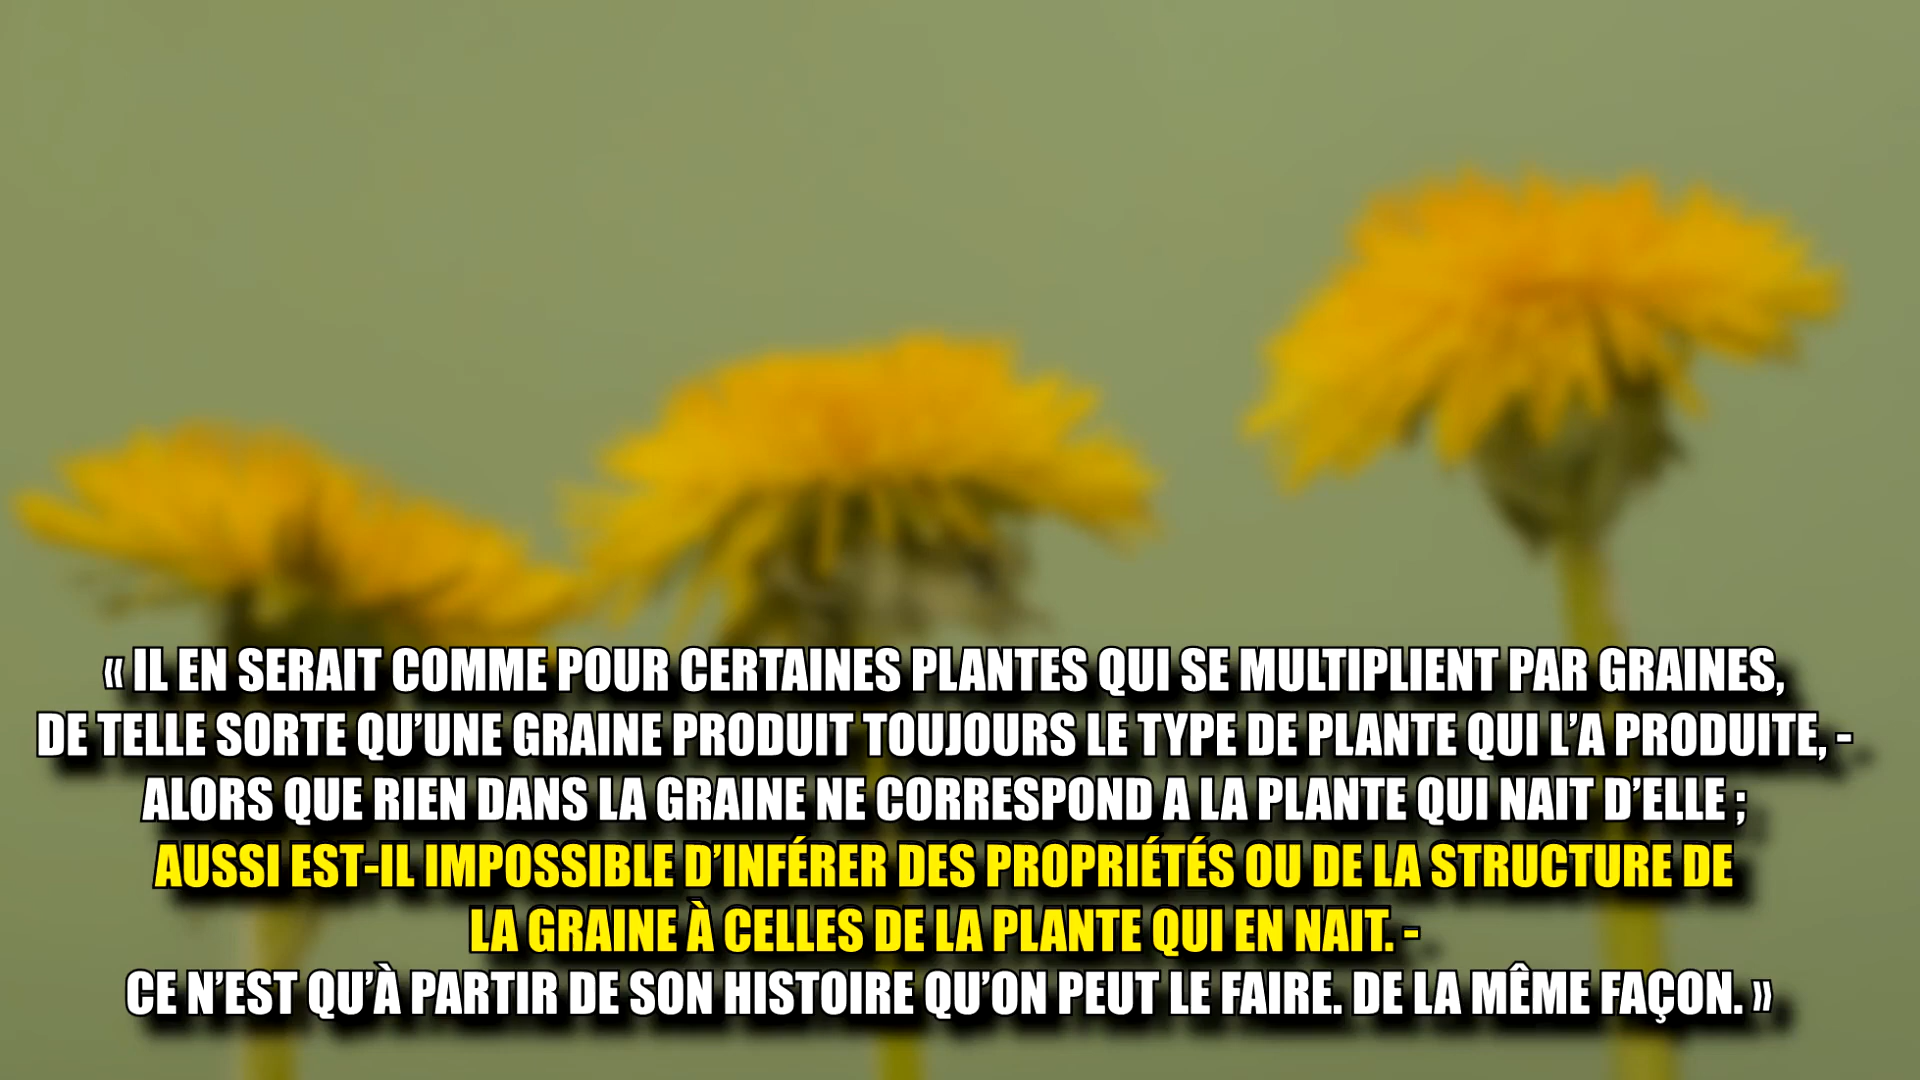 « IL EN SERAIT COMME POUR CERTAINES PLANTES QUI SE MULTIPLIENT PAR GRAINES,
DE TELLE SORTE QU’UNE GRAINE PRODUIT TOUJOURS LE TYPE DE PLANTE QUI L’A PRODUITE, -
ALORS QUE RIEN DANS LA GRAINE NE CORRESPOND A LA PLANTE QUI NAIT D’ELLE ;
AUSSI EST-IL IMPOSSIBLE D’INFÉRER DES PROPRIÉTÉS OU DE LA STRUCTURE DE
LA GRAINE À CELLES DE LA PLANTE QUI EN NAIT. -
CE N’EST QU’À PARTIR DE SON HISTOIRE QU’ON PEUT LE FAIRE. DE LA MÊME FAÇON. »